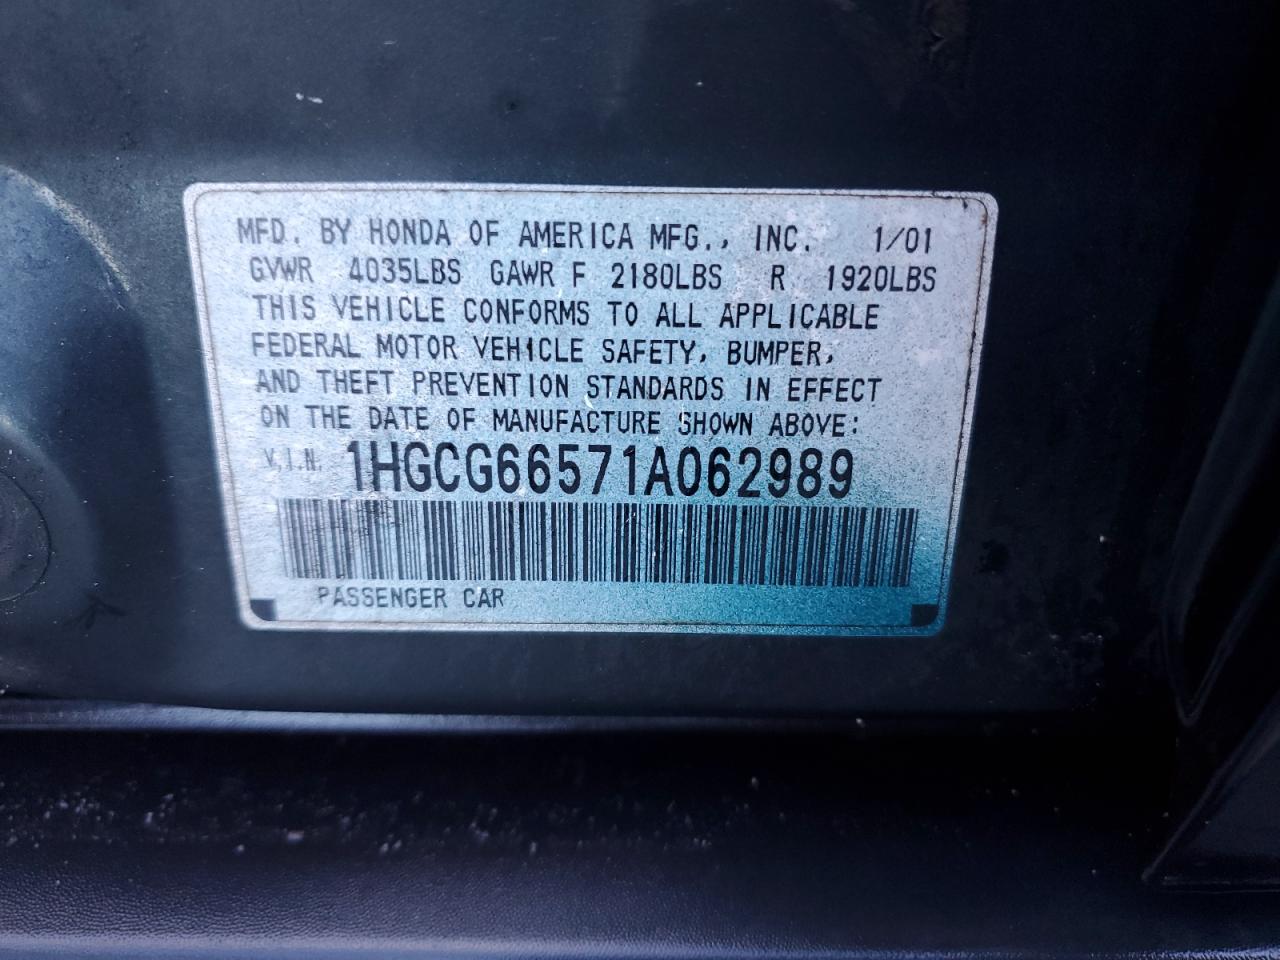 MFD. BY HONDA OF AMERICA MFG., INC. 1/01
GVWR 4035LBS GAWR F 2180LBS R 1920LBS
THIS VEHICLE CONFORMS TO ALL APPLICABLE
FEDERAL MOTOR VEHICLE SAFETY, BUMPER,
AND THEFT PREVENTION STANDARDS IN EFFECT
ON THE DATE OF MANUFACTURE SHOWN ABOVE:
V.I.N. 1HGCG66571A062989
PASSENGER CAR